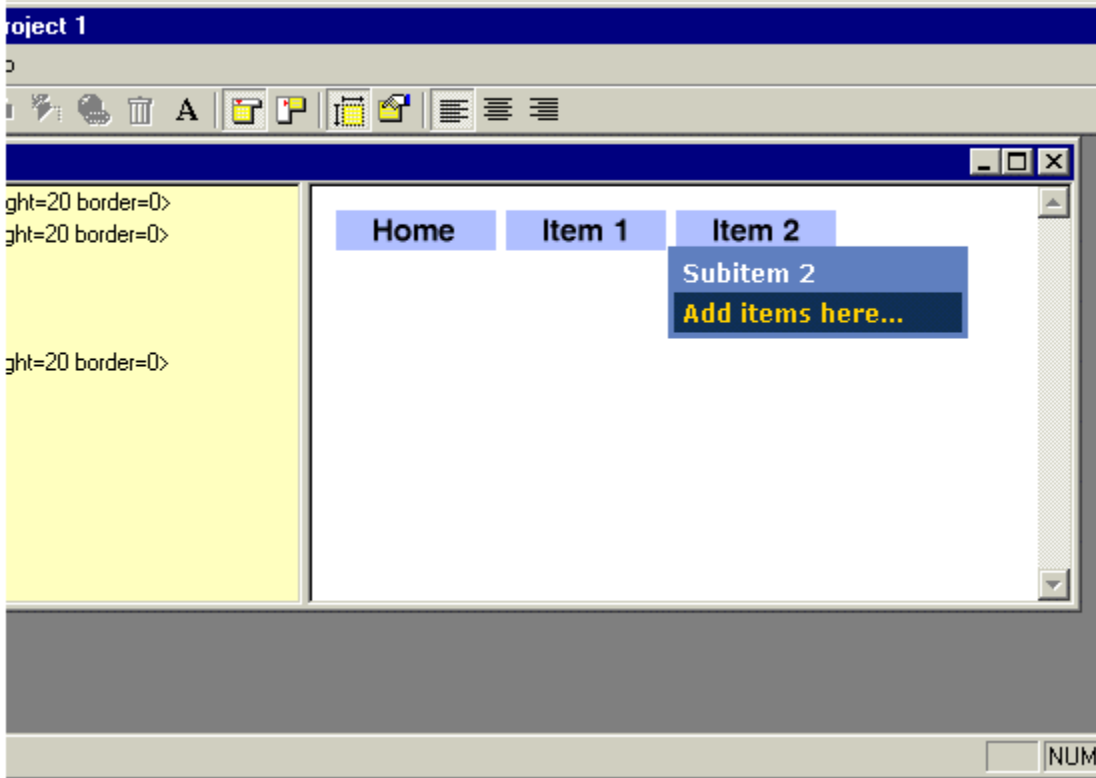 roject 1
A
ght=20 border=0>
ght=20 border=0>
Home Item 1 Item 2
Subitem 2
Add items here...
ght=20 border=0>
NUM